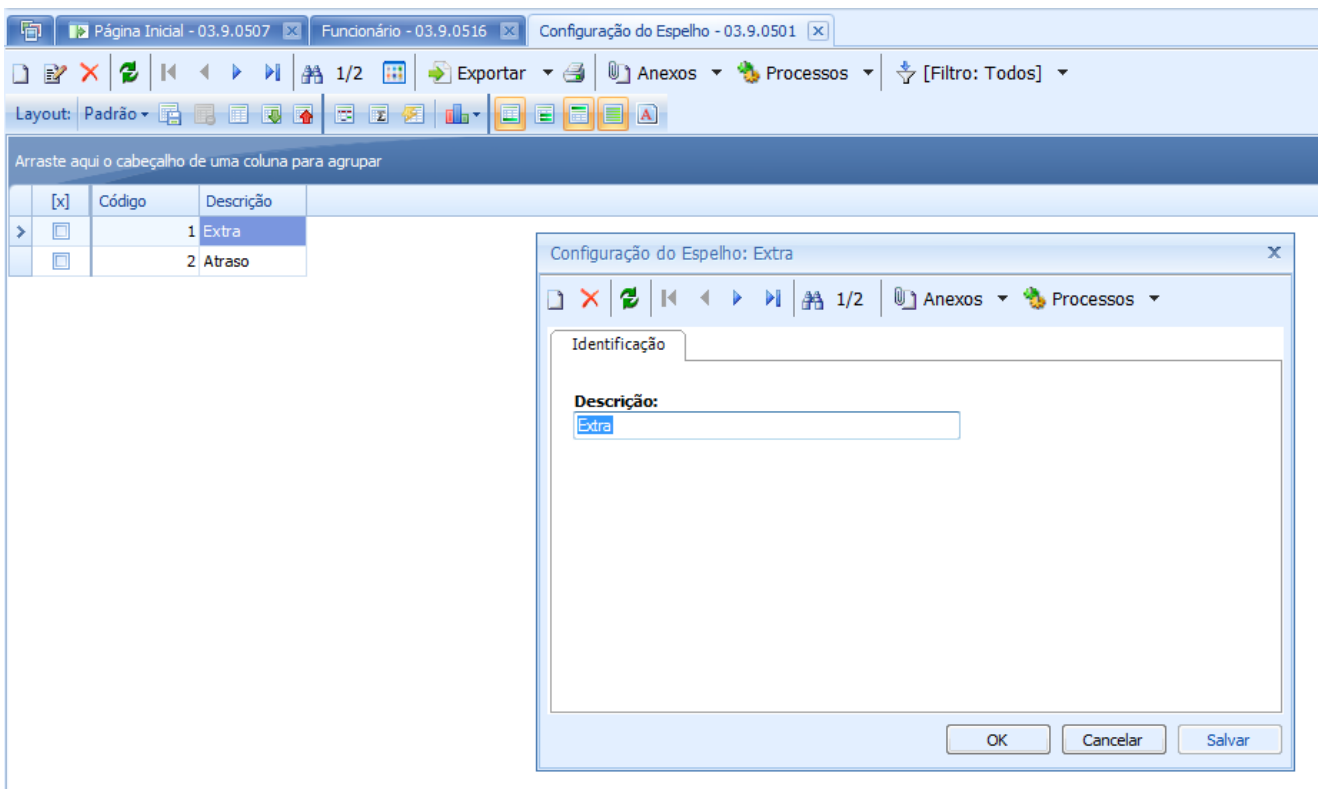 Página Inicial - 03.9.0507 Funcionário - 03.9.0516 Configuração do Espelho - 03.9.0501
1/2 Exportar Anexos Processos [Filtro: Todos]
Layout: Padrão
Arraste aqui o cabeçalho de uma coluna para agrupar
[x] Código Descrição
1 Extra
2 Atraso
Configuração do Espelho: Extra
1/2 Anexos Processos
Identificação
Descrição:
Extra
OK Cancelar Salvar